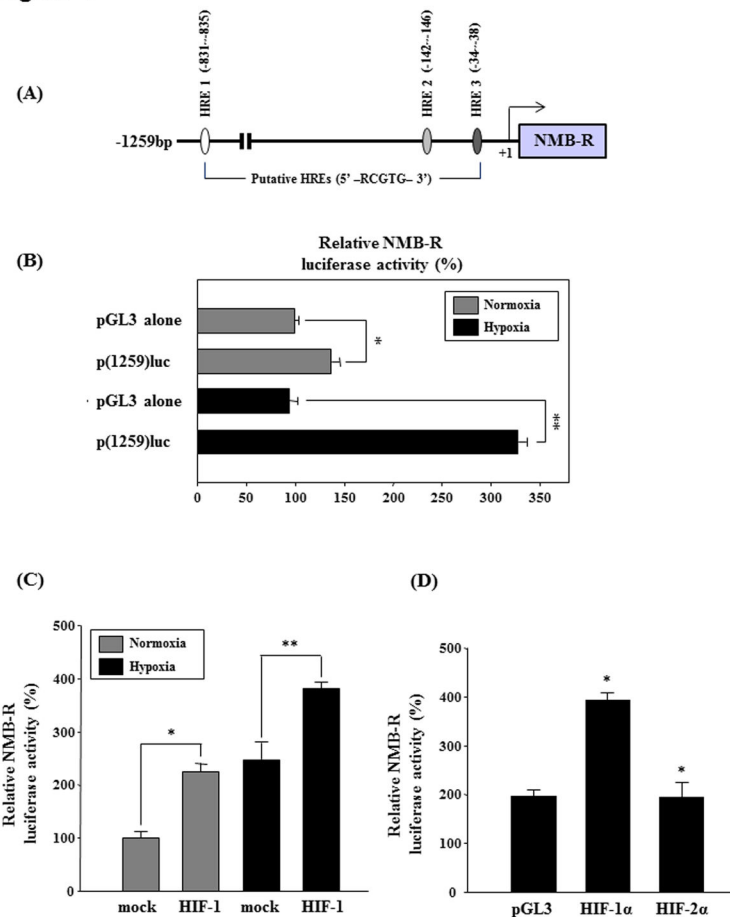 (A)
HRE 1 (-831~-835)
HRE 2 (-142~-146)
HRE 3 (-34~-38)
-1259bp
+1
NMB-R
Putative HREs (5' –RCGTG– 3')
(B)
Relative NMB-R
luciferase activity (%)
Normoxia
Hypoxia
pGL3 alone
p(1259)luc
pGL3 alone
p(1259)luc
*
**
0 50 100 150 200 250 300 350
(C)
Relative NMB-R
luciferase activity (%)
500
400
300
200
100
0
Normoxia
Hypoxia
*
**
mock HIF-1 mock HIF-1
(D)
Relative NMB-R
luciferase activity (%)
500
400
300
200
100
0
*
*
pGL3 HIF-1α HIF-2α